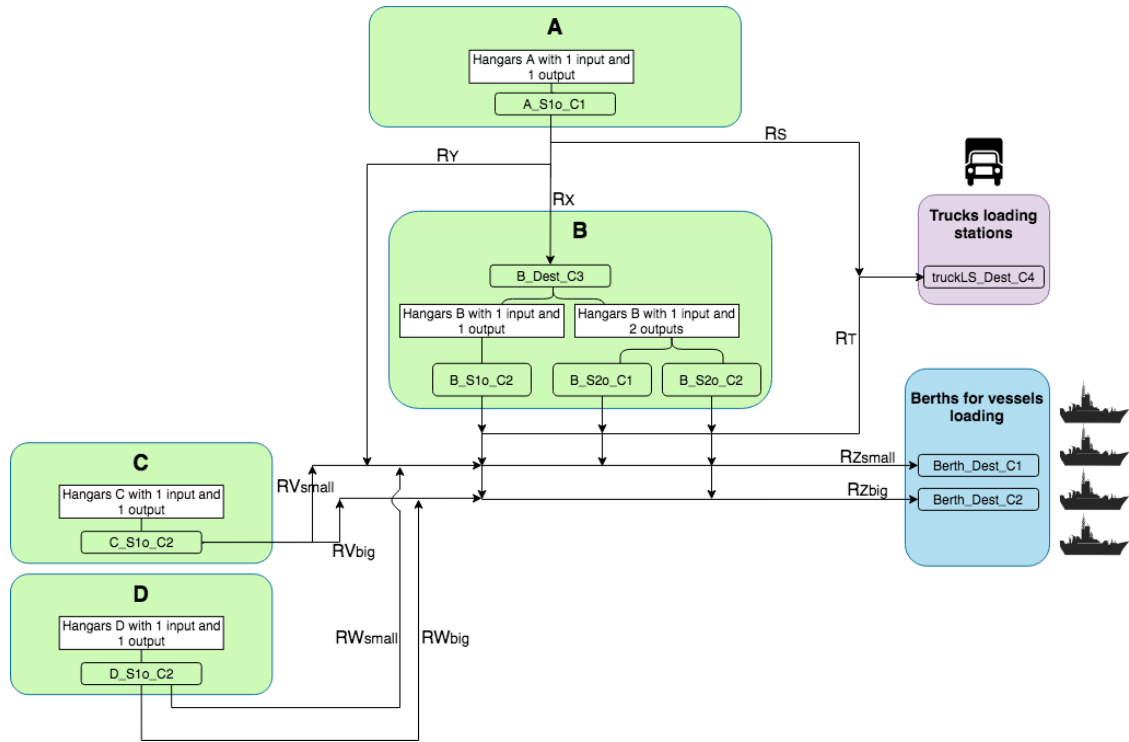 A
Hangars A with 1 input and
1 output
A_S1o_C1
RS
RY
RX
B
B_Dest_C3
Hangars B with 1 input and
1 output
Hangars B with 1 input and
2 outputs
B_S1o_C2
B_S2o_C1
B_S2o_C2
Trucks loading
stations
truckLS_Dest_C4
RT
Berths for vessels
loading
Berth_Dest_C1
Berth_Dest_C2
RZsmall
RZbig
C
Hangars C with 1 input and
1 output
C_S1o_C2
RVsmall
RVbig
D
Hangars D with 1 input and
1 output
D_S1o_C2
RWsmall
RWbig